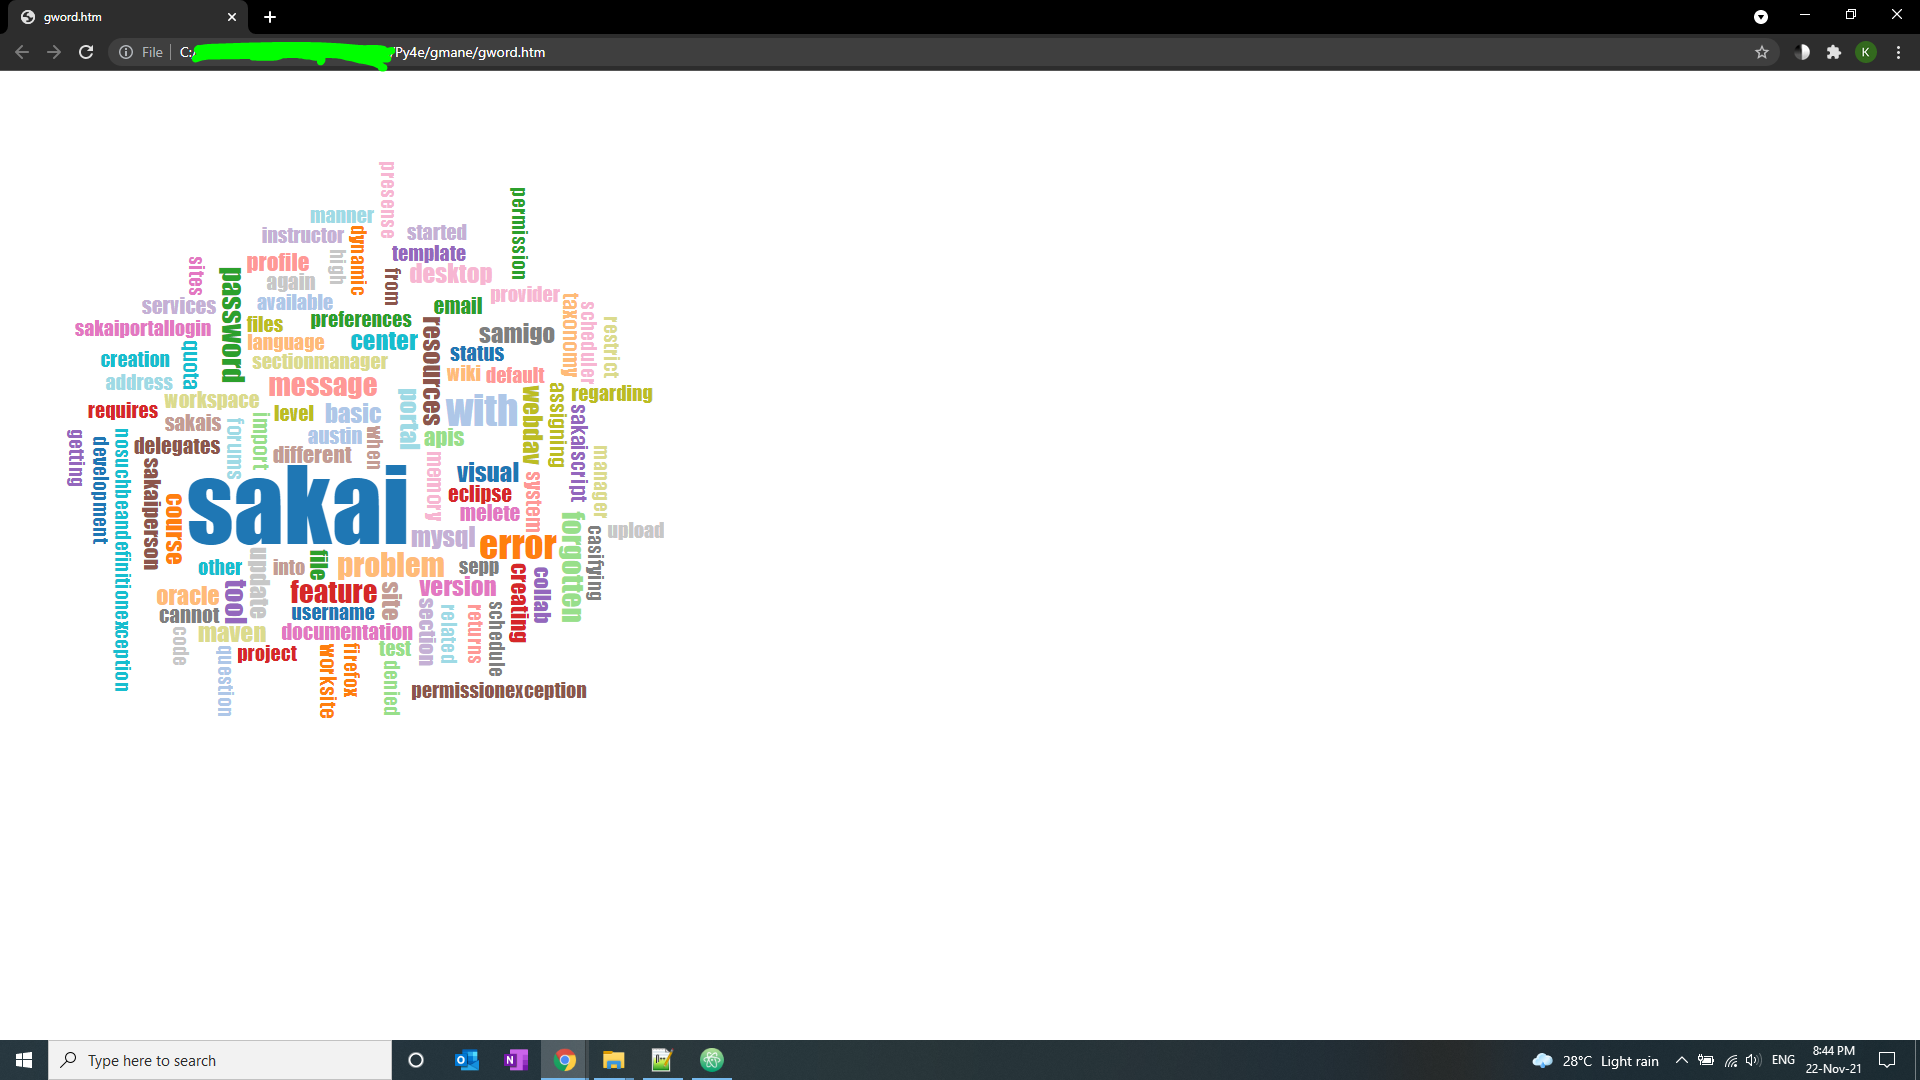 gword.htm
File
C:
/Py4e/gmane/gword.htm
K
presense
permission
manner
instructor
dynamic
started
template
high
sites
profile
again
from
desktop
password
services
available
email
provider
taxonomy
scheduler
restrict
sakaiportallogin
files
preferences
resources
samigo
language
center
status
creation
quota
sectionmanager
wiki
default
address
message
assigning
regarding
workspace
webdav
requires
level
basic
portal
with
sakaiscript
sakais
import
forums
austin
when
apis
getting
development
nosuchbeandefinitionexception
delegates
different
manager
sakaiperson
memory
visual
system
sakai
eclipse
course
melete
forgotten
casifying
upload
mysql
error
update
other
into
file
problem
sepp
creating
collab
tool
version
oracle
feature
site
section
cannot
username
related
returns
schedule
code
maven
documentation
test
question
project
worksite
firefox
denied
permissionexception
Type here to search
O
N
28°C Light rain
ENG
8:44 PM
22-Nov-21